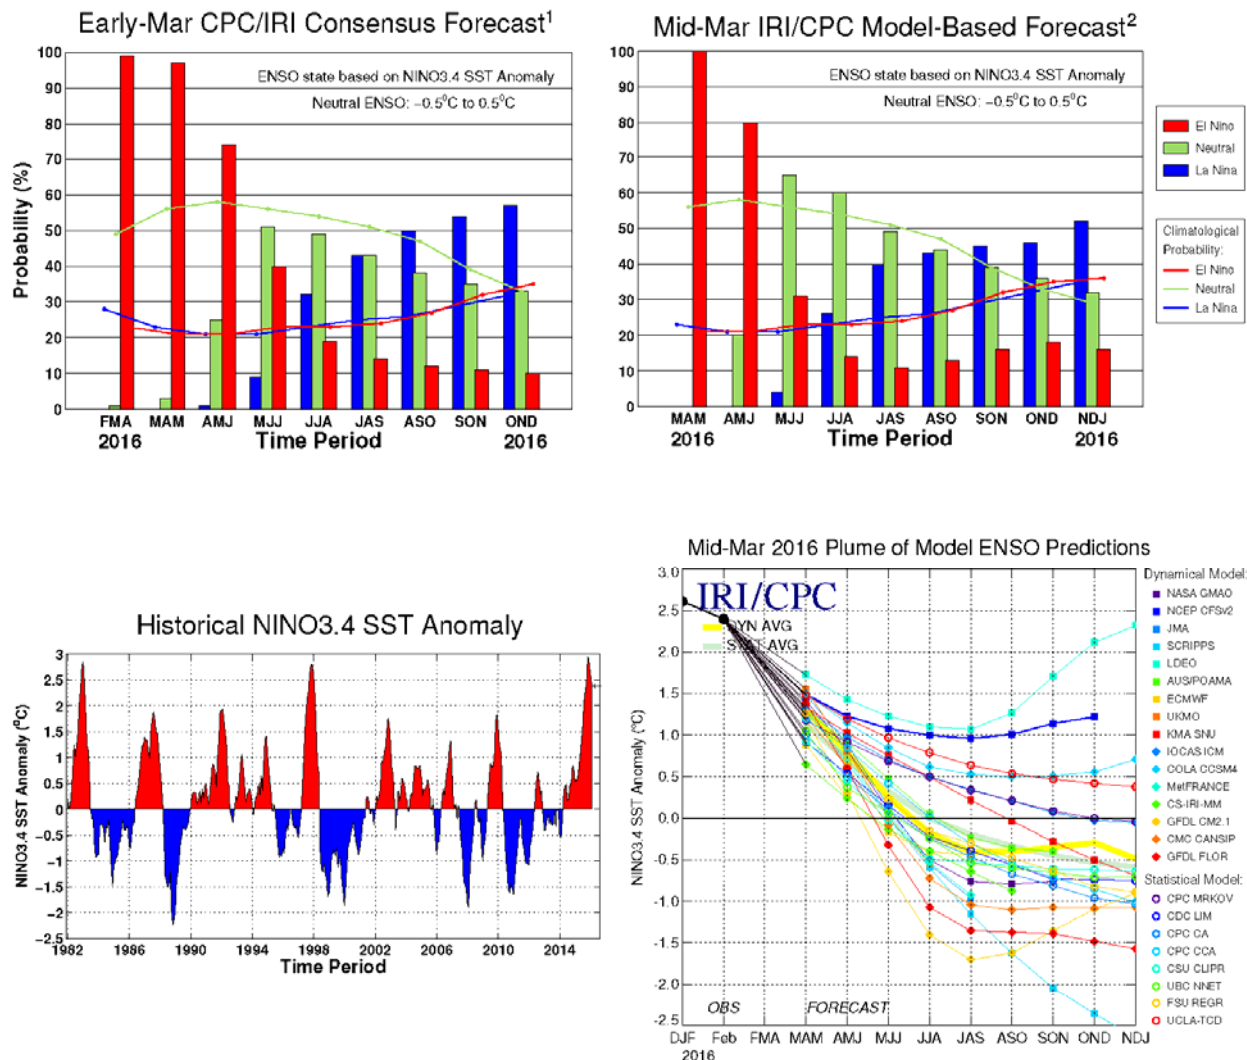 Early-Mar CPC/IRI Consensus Forecast¹
100
90
80
70
60
50
40
30
20
10
0
Probability (%)
ENSO state based on NINO3.4 SST Anomaly
Neutral ENSO: −0.5⁰C to 0.5⁰C
FMA MAM AMJ MJJ JJA JAS ASO SON OND
2016 Time Period 2016
Mid-Mar IRI/CPC Model-Based Forecast²
100
90
80
70
60
50
40
30
20
10
0
ENSO state based on NINO3.4 SST Anomaly
Neutral ENSO: −0.5⁰C to 0.5⁰C
MAM AMJ MJJ JJA JAS ASO SON OND NDJ
2016 Time Period 2016
El Nino
Neutral
La Nina
Climatological
Probability:
El Nino
Neutral
La Nina
Historical NINO3.4 SST Anomaly
3
2.5
2
1.5
1
0.5
0
−0.5
−1
−1.5
−2
−2.5
NINO3.4 SST Anomaly (⁰C)
1982 1986 1990 1994 1998 2002 2006 2010 2014
Time Period
Mid-Mar 2016 Plume of Model ENSO Predictions
3.0
2.5
2.0
1.5
1.0
0.5
0.0
-0.5
-1.0
-1.5
-2.0
-2.5
NINO3.4 SST Anomaly (°C)
IRI/CPC
DYN AVG
STAT AVG
OBS FORECAST
DJF Feb FMA MAM AMJ MJJ JJA JAS ASO SON OND NDJ
2016
Dynamical Model:
NASA GMAO
NCEP CFSv2
JMA
SCRIPPS
LDEO
AUS/POAMA
ECMWF
UKMO
KMA SNU
IOCAS ICM
COLA CCSM4
MetFRANCE
CS-IRI-MM
GFDL CM2.1
CMC CANSIP
GFDL FLOR
Statistical Model:
CPC MRKOV
CDC LIM
CPC CA
CPC CCA
CSU CLIPR
UBC NNET
FSU REGR
UCLA-TCD